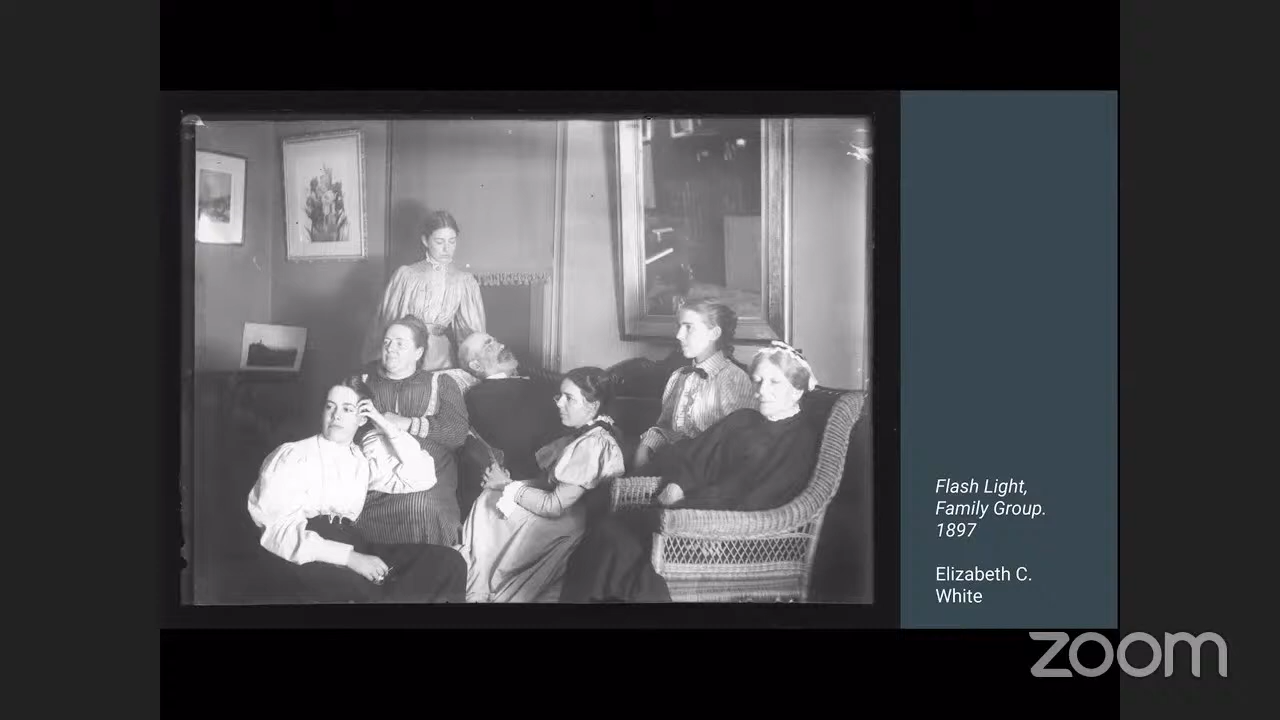 Flash Light,
Family Group.
1897
Elizabeth C.
White
zoom